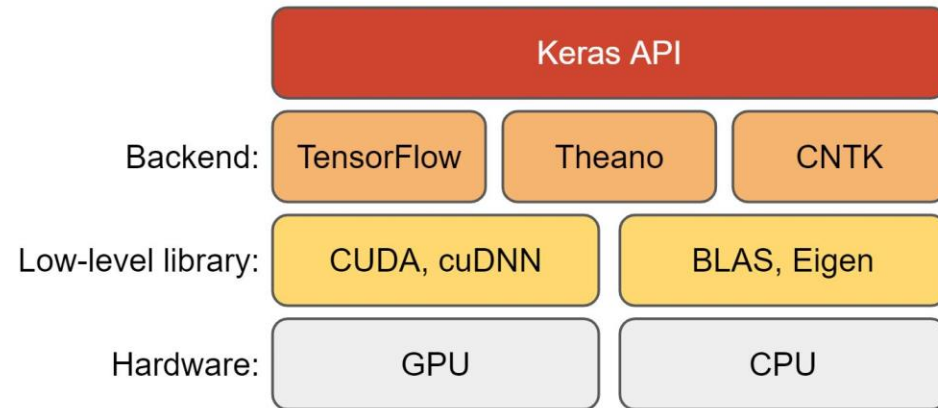 Keras API
Backend: TensorFlow Theano CNTK
Low-level library: CUDA, cuDNN BLAS, Eigen
Hardware: GPU CPU